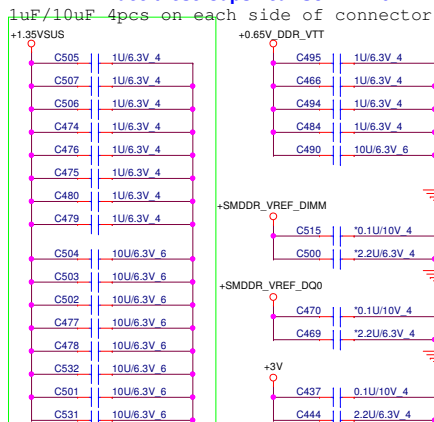 1uF/10uF 4pcs on each side of connector
+1.35VSUS
C505 1U/6.3V_4
C507 1U/6.3V_4
C506 1U/6.3V_4
C474 1U/6.3V_4
C476 1U/6.3V_4
C475 1U/6.3V_4
C480 1U/6.3V_4
C479 1U/6.3V_4
C504 10U/6.3V_6
C503 10U/6.3V_6
C502 10U/6.3V_6
C477 10U/6.3V_6
C478 10U/6.3V_6
C532 10U/6.3V_6
C501 10U/6.3V_6
C531 10U/6.3V_6
+0.65V_DDR_VTT
C495 1U/6.3V_4
C466 1U/6.3V_4
C494 1U/6.3V_4
C484 1U/6.3V_4
C490 10U/6.3V_6
+SMDDR_VREF_DIMM
C515 *0.1U/10V_4
C500 *2.2U/6.3V_4
+SMDDR_VREF_DQ0
C470 *0.1U/10V_4
C469 *2.2U/6.3V_4
+3V
C437 0.1U/10V_4
C444 2.2U/6.3V_4